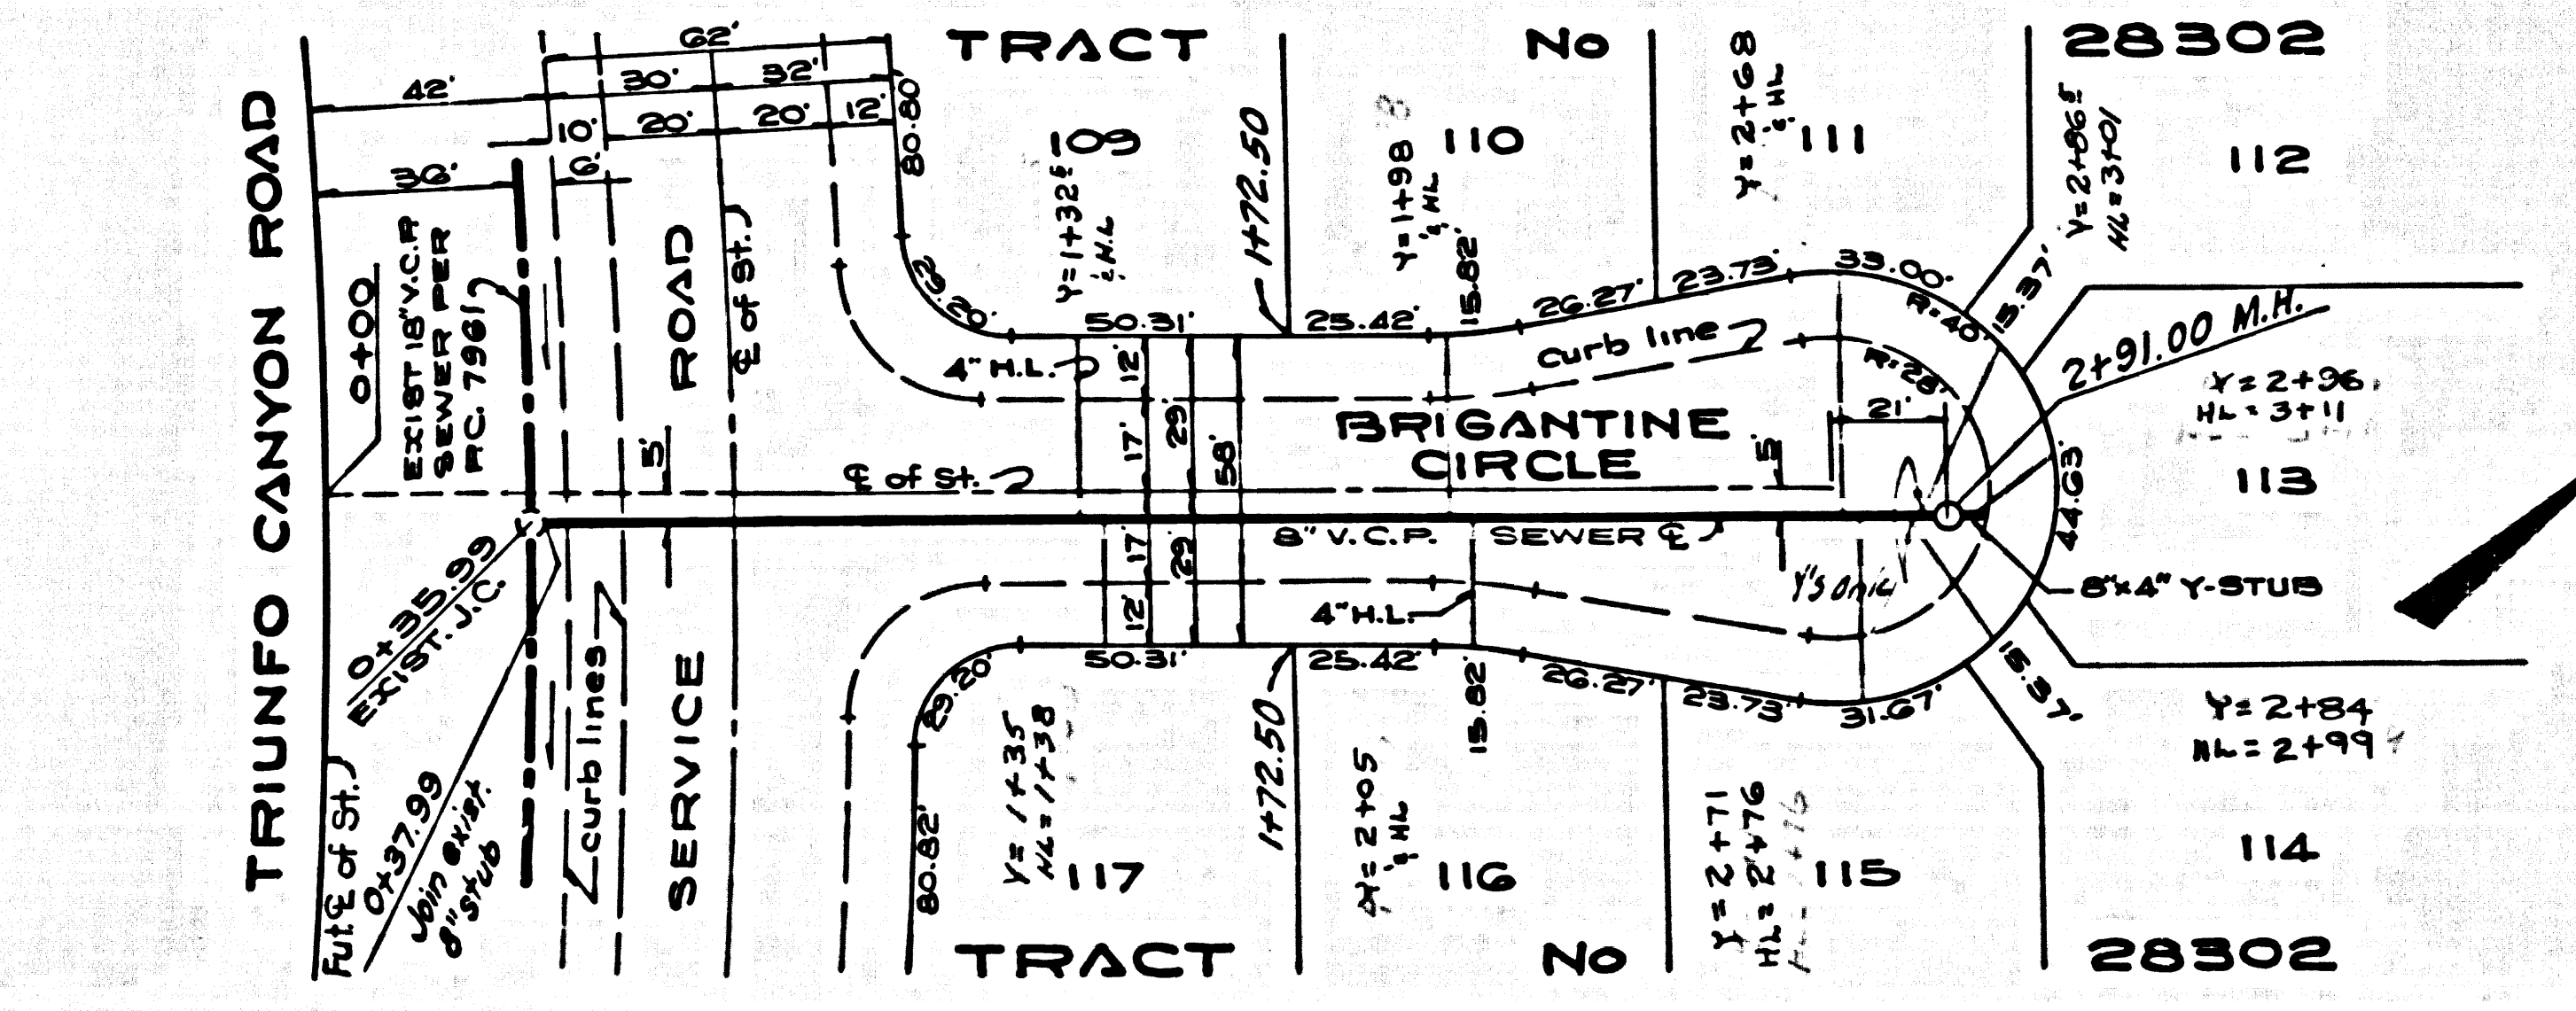 TRACT No 28302
TRIUNFO CANYON ROAD
62'
42'
30'
32'
10'
20'
20'
12'
36'
6'
80.80'
0+00
EXIST 18" V.C.P.
SEWER PER
P.C. 7961
ROAD
℄ of St.
109
Y=1+32⁵
& H.L
1+72.50
110
Y=1+98
& HL
111
Y=2+68
& HL
112
Y=2+86⁵
HL=3+01
29.20'
50.31'
25.42'
15.82'
26.27'
23.73'
33.00'
15.37'
R=40'
R=28'
curb line
4" H.L.
12'
17'
29'
58'
BRIGANTINE
CIRCLE
5'
℄ of St.
5'
21'
2+91.00 M.H.
Y=2+96
HL=3+11
113
44.63'
8" V.C.P. SEWER ℄
Y's only
8"x4" Y-STUB
17'
29'
12'
4" H.L.
0+35.99
EXIST. J.C.
0+37.99
Join exist.
8" stub
Fut. ℄ of St.
curb lines
SERVICE
29.20'
50.31'
25.42'
15.82'
26.27'
23.73'
31.67'
15.37'
80.82'
Y=1+35
HL=1+38
117
1+72.50
Y=2+05
& HL
116
Y=2+71
HL=2+76
115
Y=2+84
HL=2+99
114
TRACT No 28302